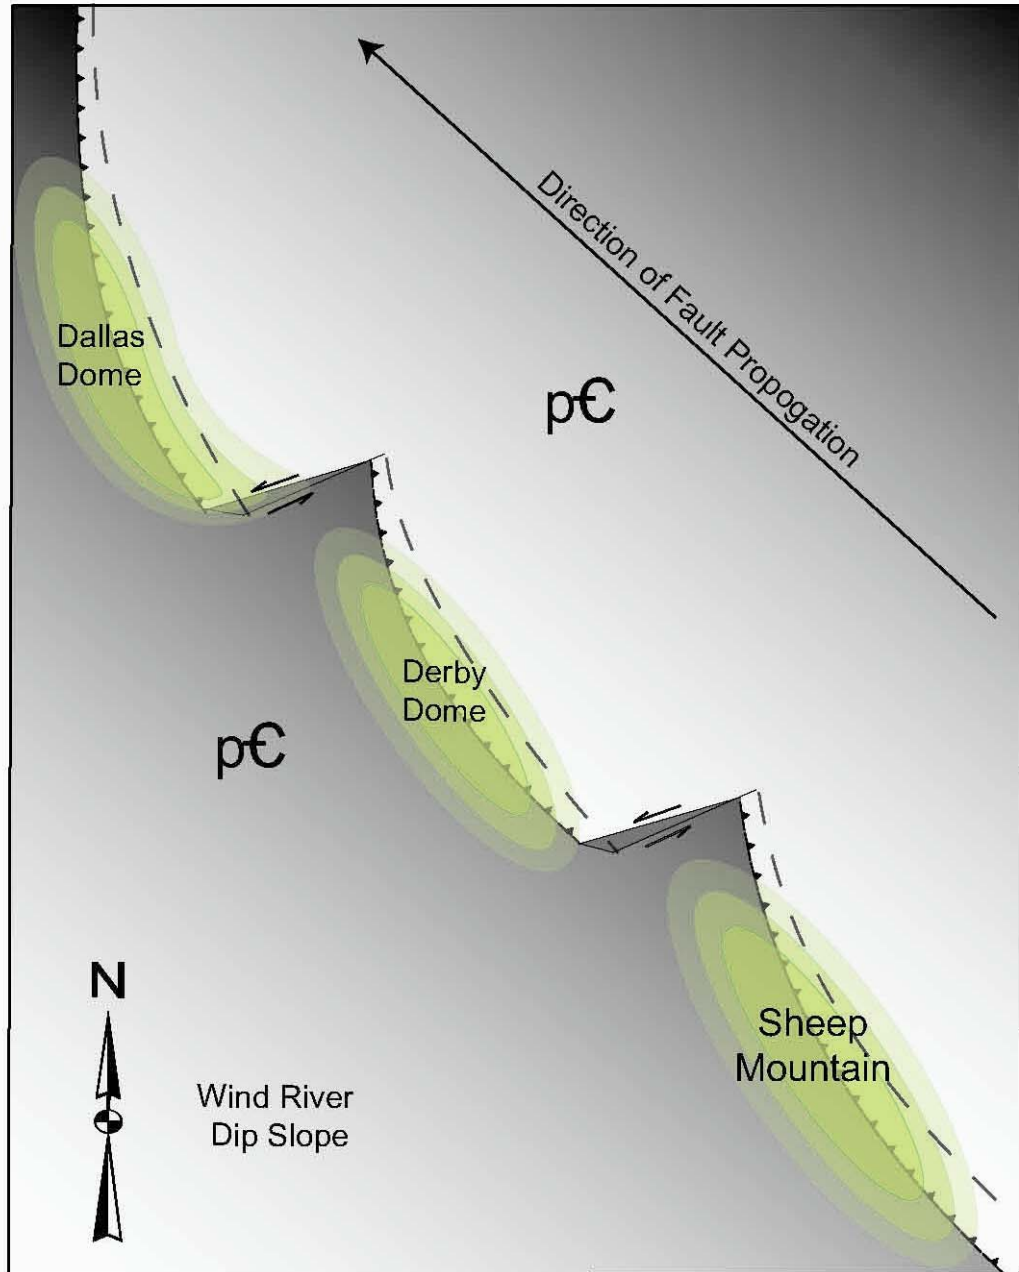 Direction of Fault Propogation
Dallas
Dome
p€
Derby
Dome
p€
N
Sheep
Mountain
Wind River
Dip Slope